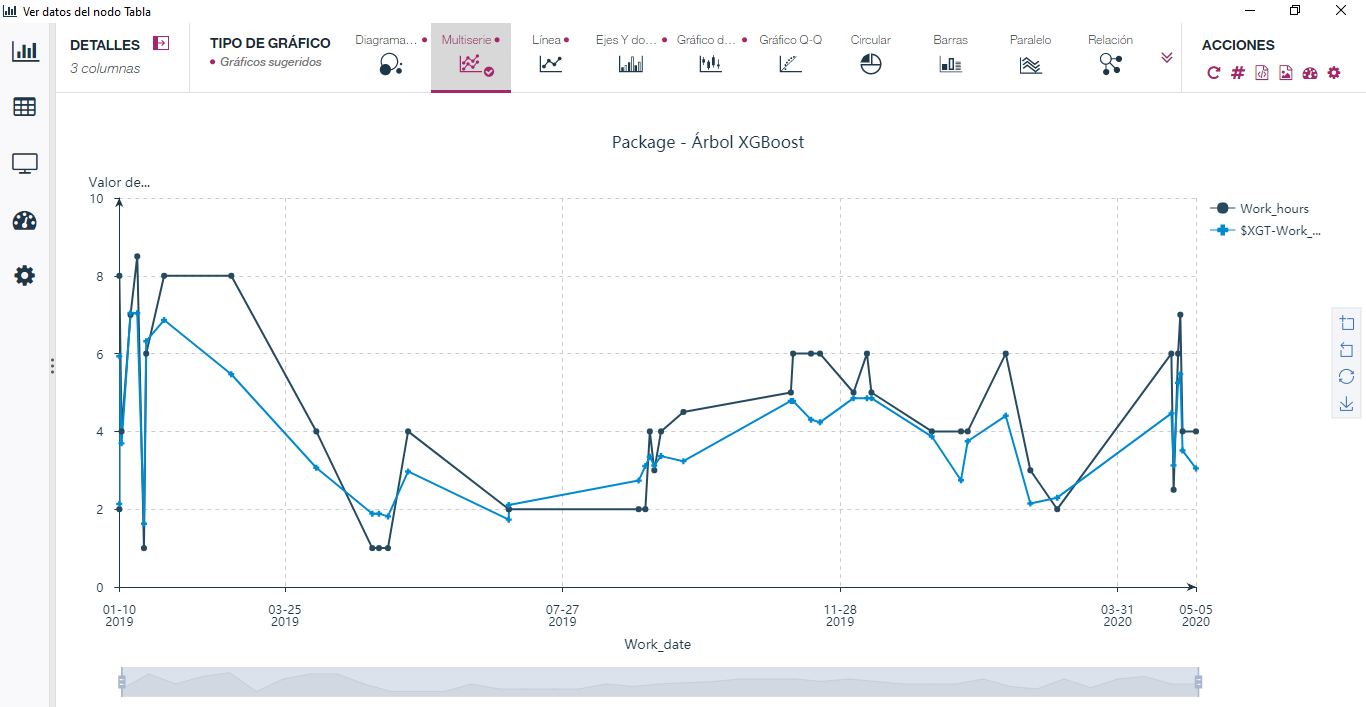 Ver datos del nodo Tabla
DETALLES
3 columnas
TIPO DE GRÁFICO
Gráficos sugeridos
Diagrama...
Multiserie
Línea
Ejes Y do...
Gráfico d...
Gráfico Q-Q
Circular
Barras
Paralelo
Relación
ACCIONES
Package - Árbol XGBoost
Valor de...
10
8
6
4
2
0
01-10
2019
03-25
2019
07-27
2019
11-28
2019
03-31
2020
05-05
2020
Work_date
Work_hours
$XGT-Work_...